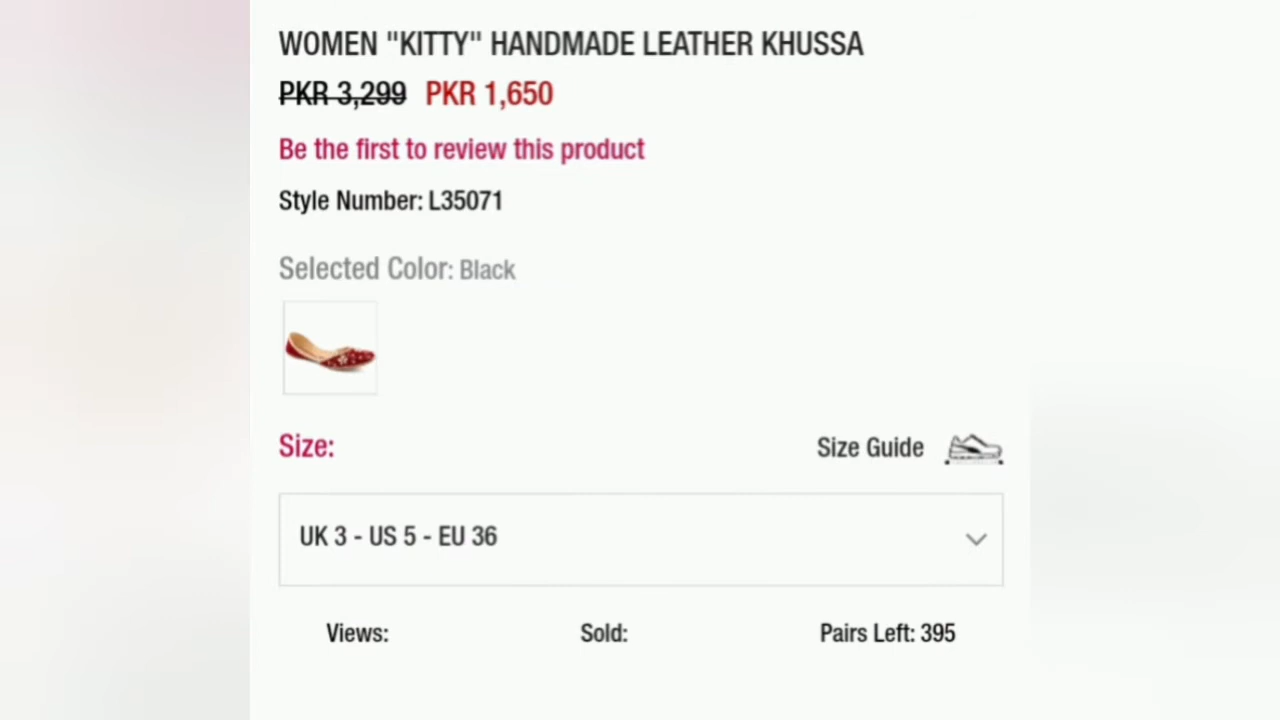 WOMEN "KITTY" HANDMADE LEATHER KHUSSA
PKR 3,299 PKR 1,650
Be the first to review this product
Style Number: L35071
Selected Color: Black
Size: Size Guide
UK 3 - US 5 - EU 36
Views: Sold: Pairs Left: 395